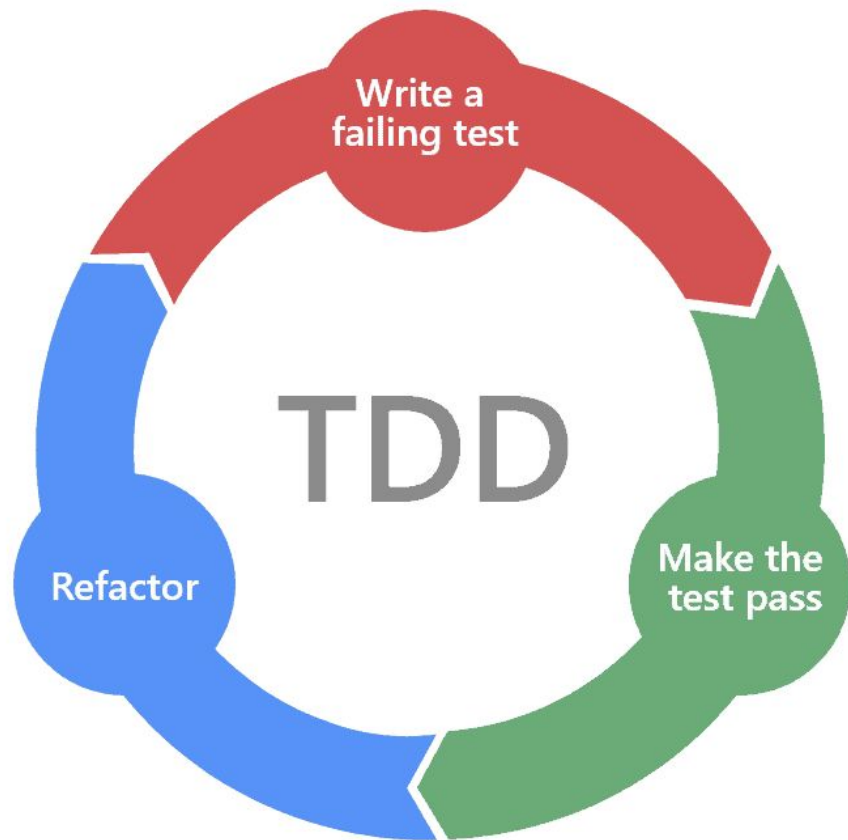 Write a
failing test
TDD
Refactor
Make the
test pass